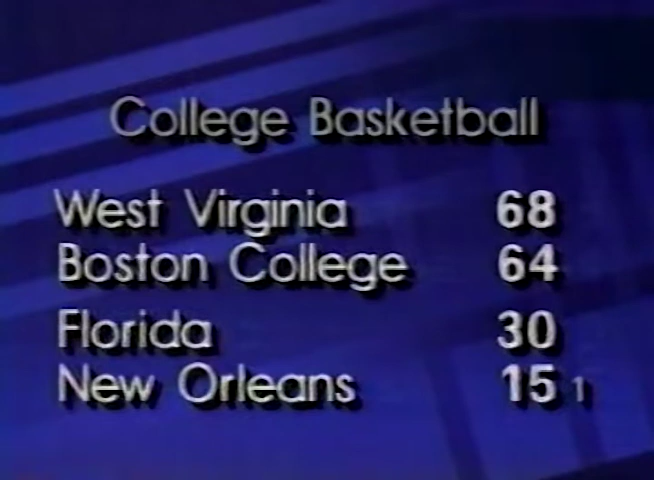 College Basketball
West Virginia 68
Boston College 64
Florida 30
New Orleans 15 1